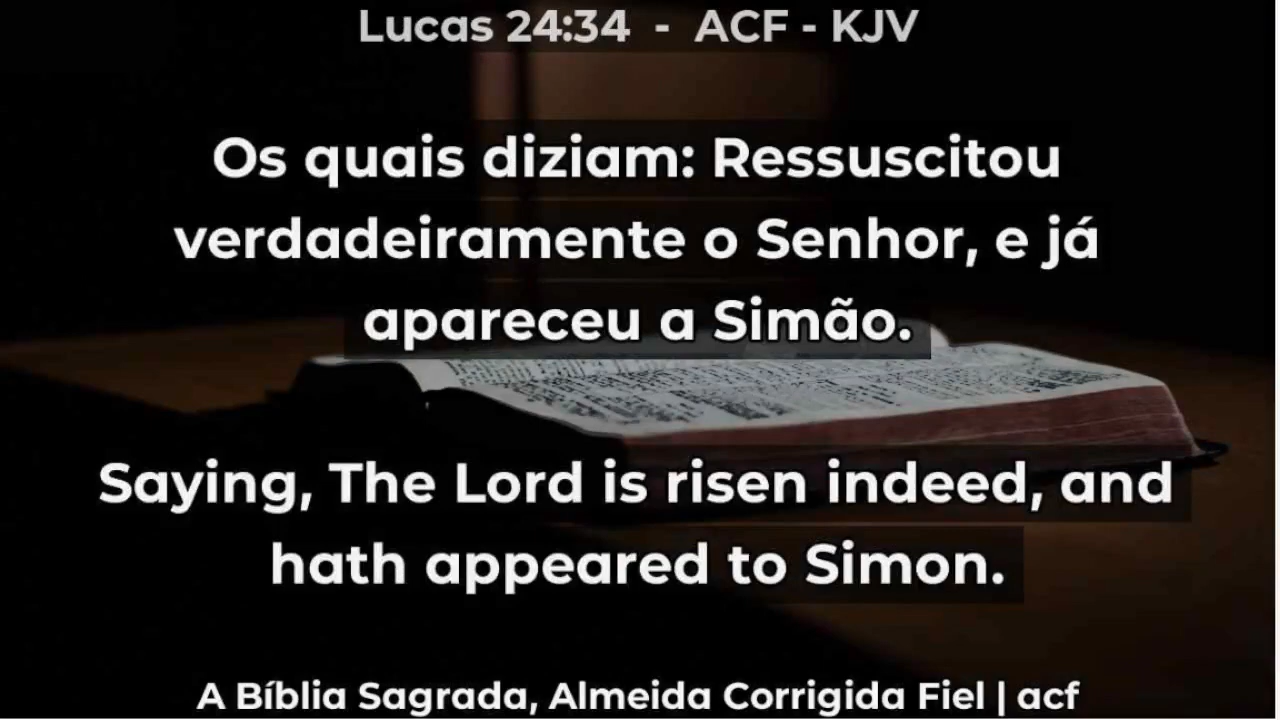 Lucas 24:34 - ACF - KJV
Os quais diziam: Ressuscitou
verdadeiramente o Senhor, e já
apareceu a Simão.
Saying, The Lord is risen indeed, and
hath appeared to Simon.
A Bíblia Sagrada, Almeida Corrigida Fiel | acf